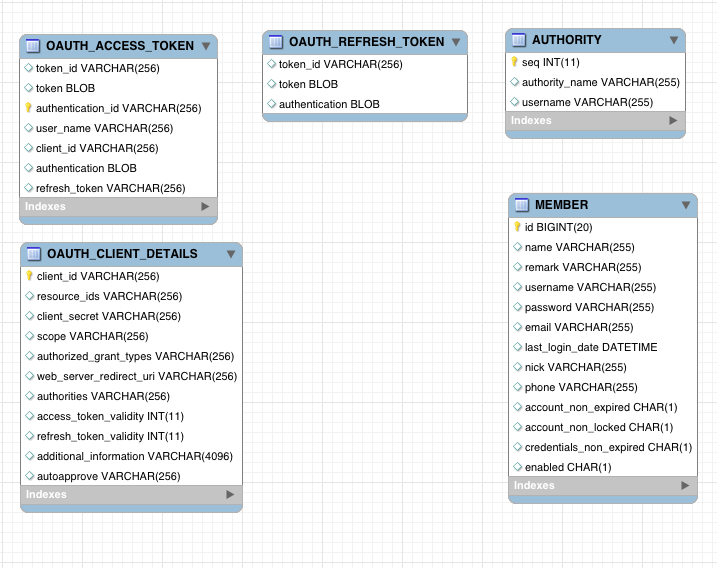 OAUTH_ACCESS_TOKEN
token_id VARCHAR(256)
token BLOB
authentication_id VARCHAR(256)
user_name VARCHAR(256)
client_id VARCHAR(256)
authentication BLOB
refresh_token VARCHAR(256)
Indexes
OAUTH_REFRESH_TOKEN
token_id VARCHAR(256)
token BLOB
authentication BLOB
AUTHORITY
seq INT(11)
authority_name VARCHAR(255)
username VARCHAR(255)
Indexes
OAUTH_CLIENT_DETAILS
client_id VARCHAR(256)
resource_ids VARCHAR(256)
client_secret VARCHAR(256)
scope VARCHAR(256)
authorized_grant_types VARCHAR(256)
web_server_redirect_uri VARCHAR(256)
authorities VARCHAR(256)
access_token_validity INT(11)
refresh_token_validity INT(11)
additional_information VARCHAR(4096)
autoapprove VARCHAR(256)
Indexes
MEMBER
id BIGINT(20)
name VARCHAR(255)
remark VARCHAR(255)
username VARCHAR(255)
password VARCHAR(255)
email VARCHAR(255)
last_login_date DATETIME
nick VARCHAR(255)
phone VARCHAR(255)
account_non_expired CHAR(1)
account_non_locked CHAR(1)
credentials_non_expired CHAR(1)
enabled CHAR(1)
Indexes